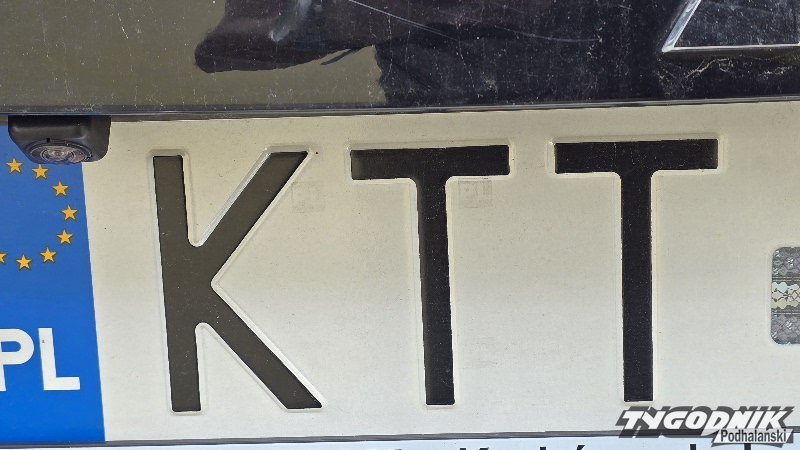 PL
KTT
TYGODNIK
Podhalański